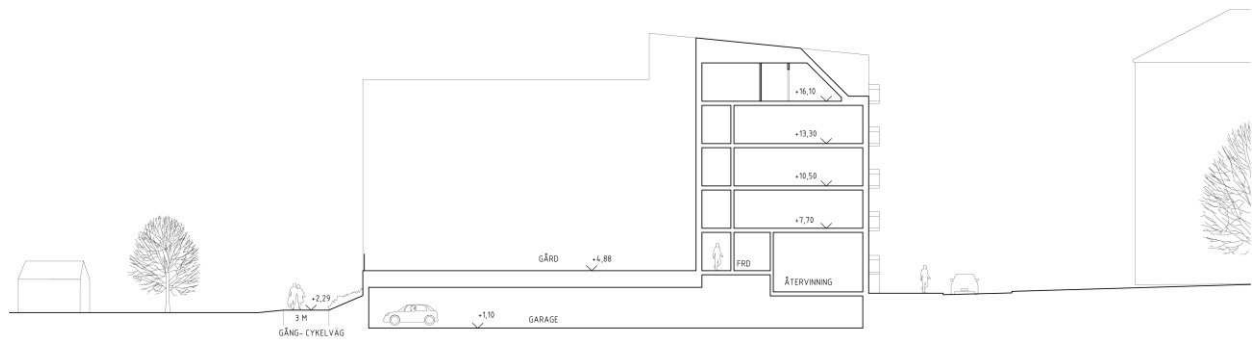 +16,10
+13,30
+10,50
+7,70
GÅRD +4,88
FRD
ÅTERVINNING
+2,29
3 M
GÅNG- CYKELVÄG
+1,10
GARAGE